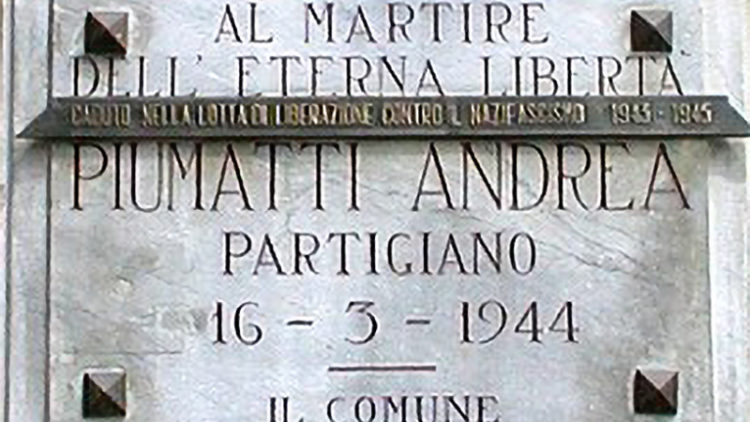 AL MARTIRE
DELL' ETERNA LIBERTA'
CADUTO NELLA LOTTA DI LIBERAZIONE CONTRO IL NAZIFASCISMO 1943 - 1945
PIUMATTI ANDREA
PARTIGIANO
16 - 3 - 1944
IL COMUNE